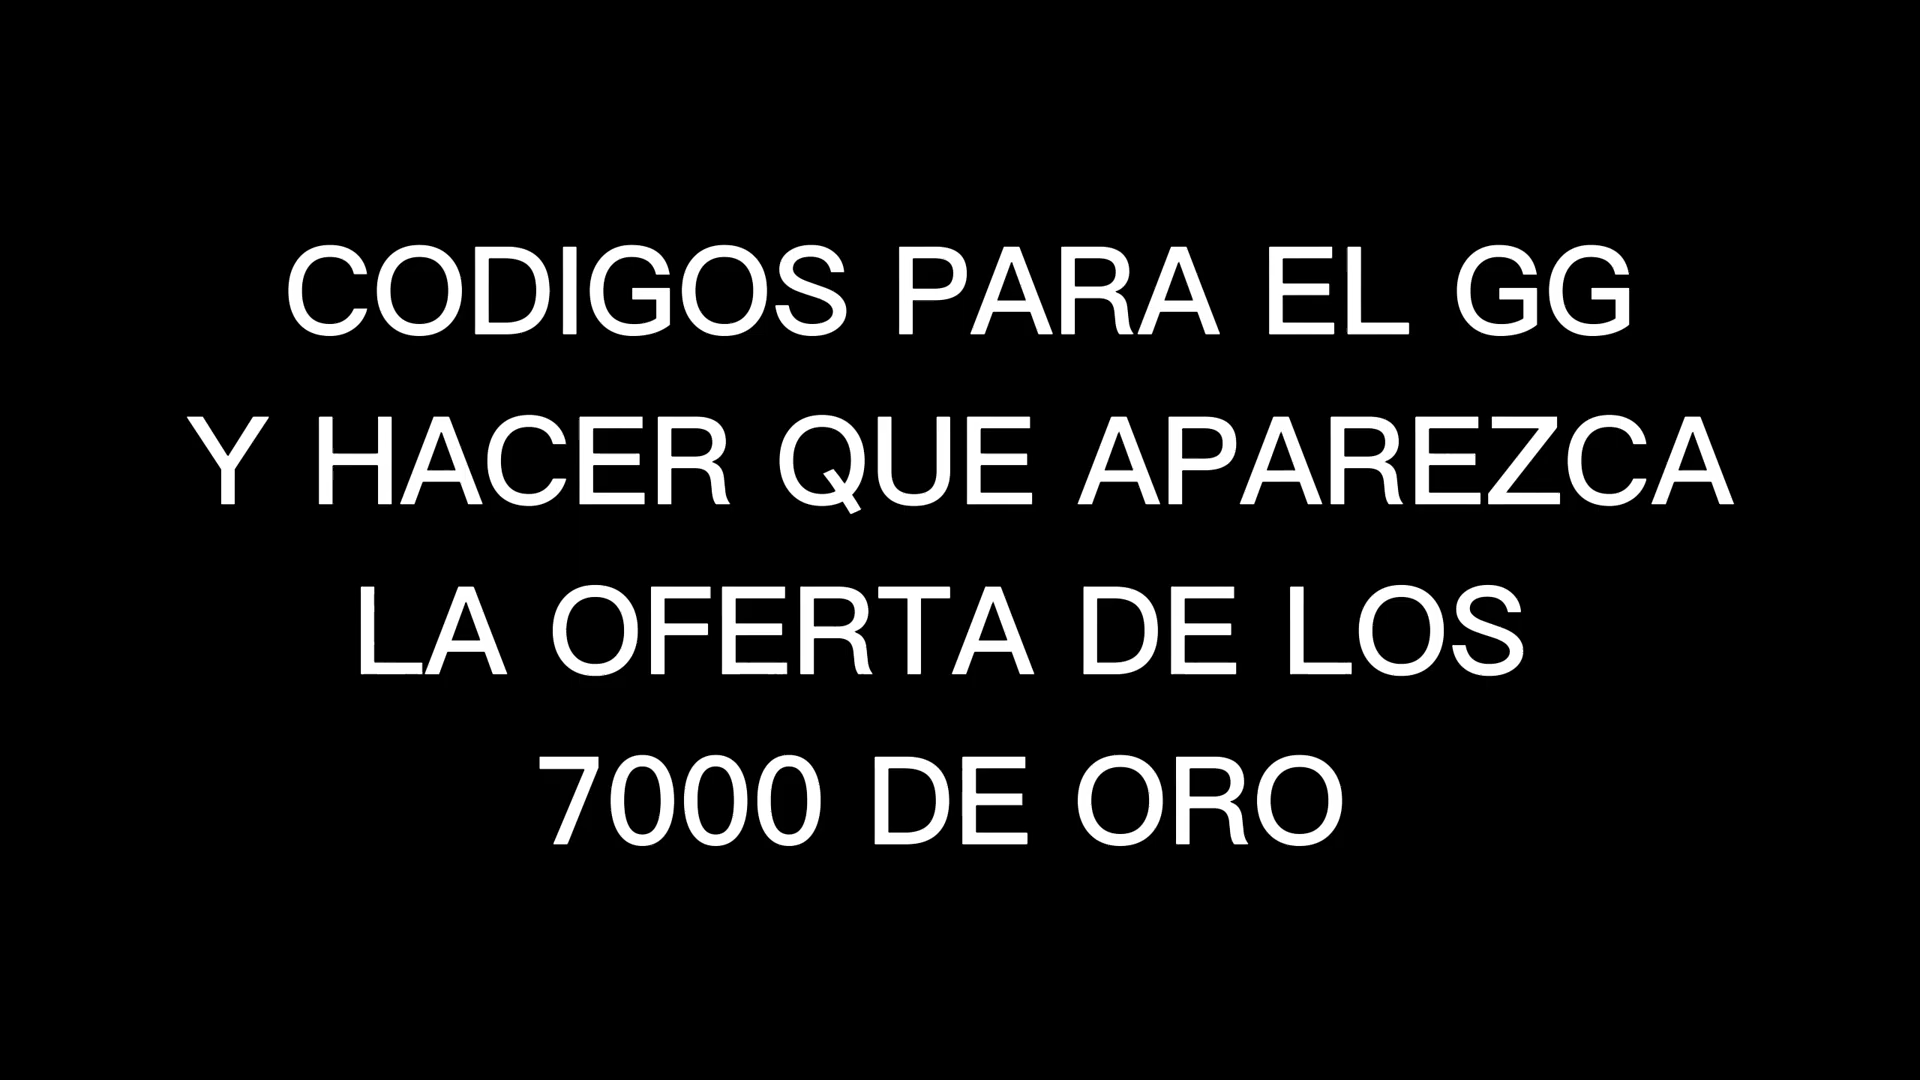 CODIGOS PARA EL GG
Y HACER QUE APAREZCA
LA OFERTA DE LOS
7000 DE ORO